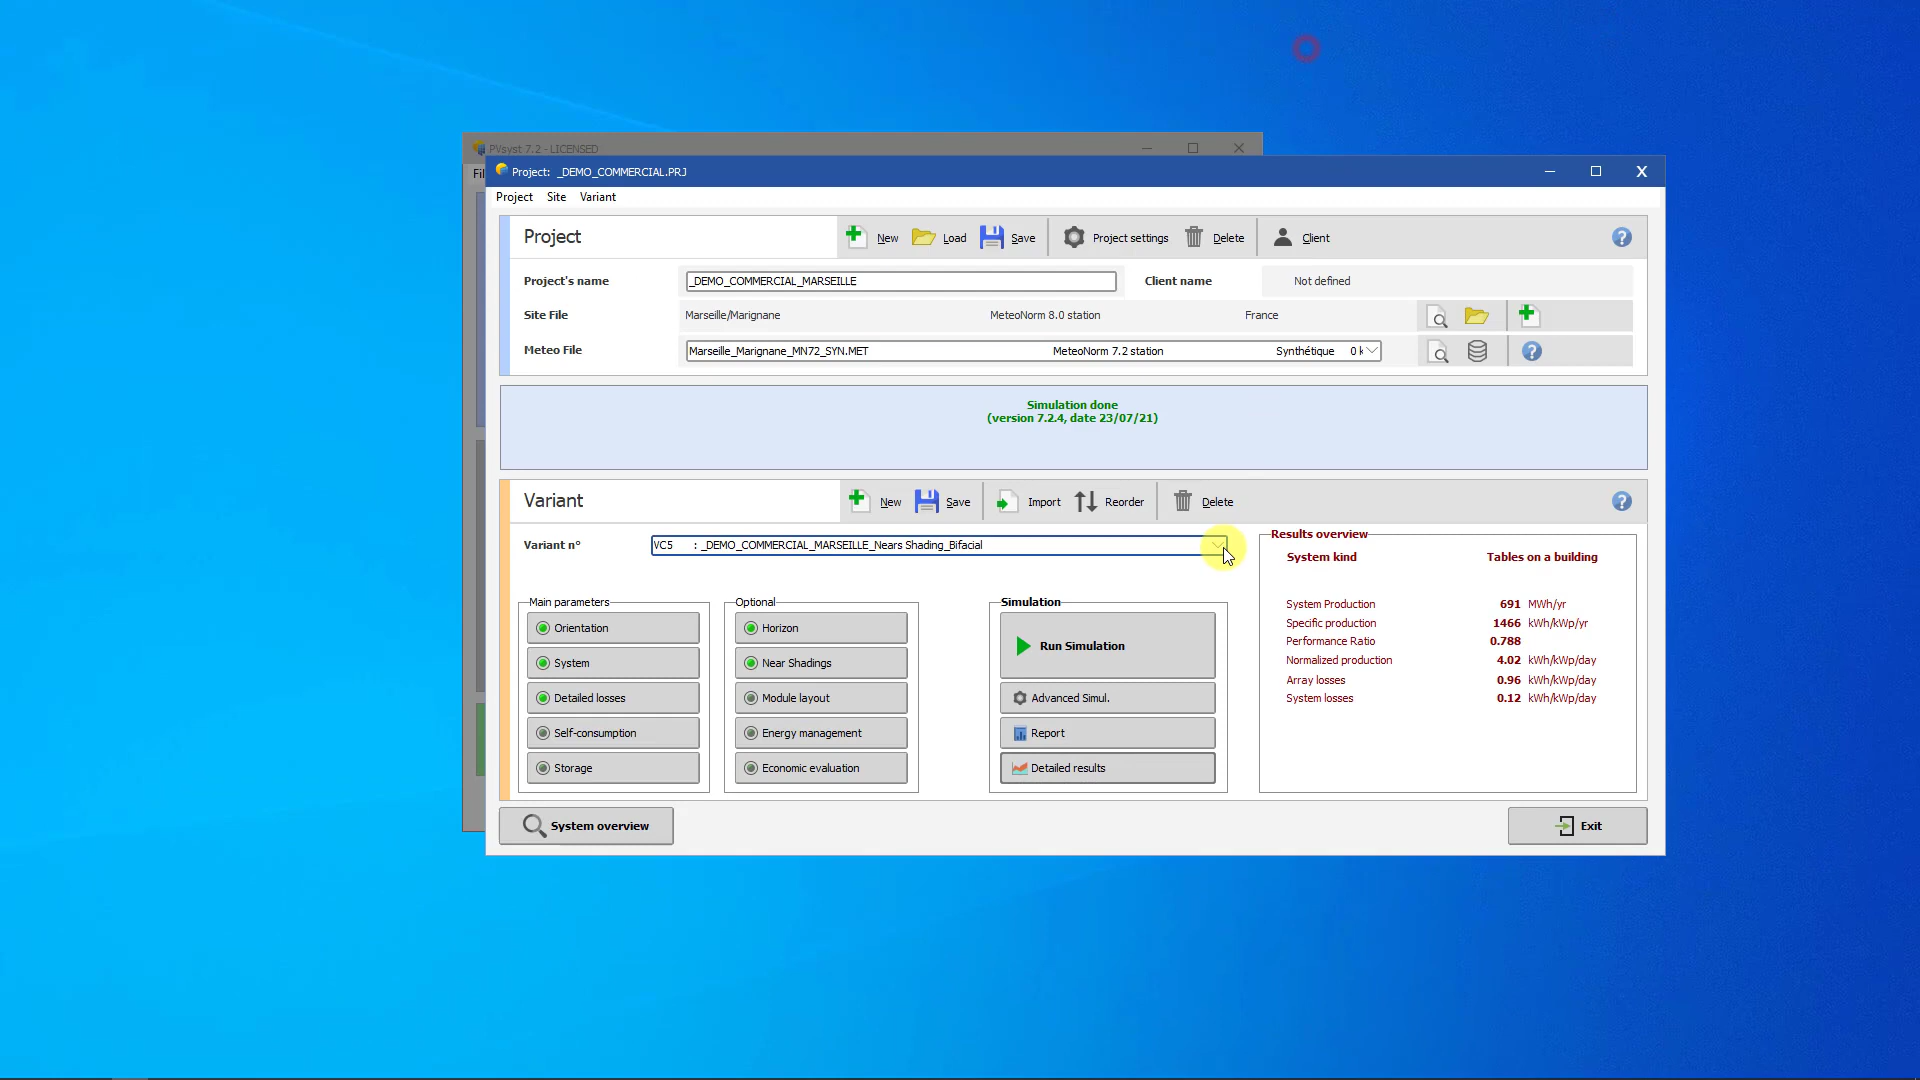 PVsyst 7.2 - LICENSED
Fil
Project: _DEMO_COMMERCIAL.PRJ
Project Site Variant
Project New Load Save Project settings Delete Client ?
Project's name _DEMO_COMMERCIAL_MARSEILLE Client name Not defined
Site File Marseille/Marignane MeteoNorm 8.0 station France
Meteo File Marseille_Marignane_MN72_SYN.MET MeteoNorm 7.2 station Synthétique 0 k ?
Simulation done
(version 7.2.4, date 23/07/21)
Variant New Save Import Reorder Delete ?
Variant n° VC5 : _DEMO_COMMERCIAL_MARSEILLE_Nears Shading_Bifacial
Main parameters
Orientation
System
Detailed losses
Self-consumption
Storage
Optional
Horizon
Near Shadings
Module layout
Energy management
Economic evaluation
Simulation
Run Simulation
Advanced Simul.
Report
Detailed results
Results overview
System kind Tables on a building
System Production 691 MWh/yr
Specific production 1466 kWh/kWp/yr
Performance Ratio 0.788
Normalized production 4.02 kWh/kWp/day
Array losses 0.96 kWh/kWp/day
System losses 0.12 kWh/kWp/day
System overview
Exit